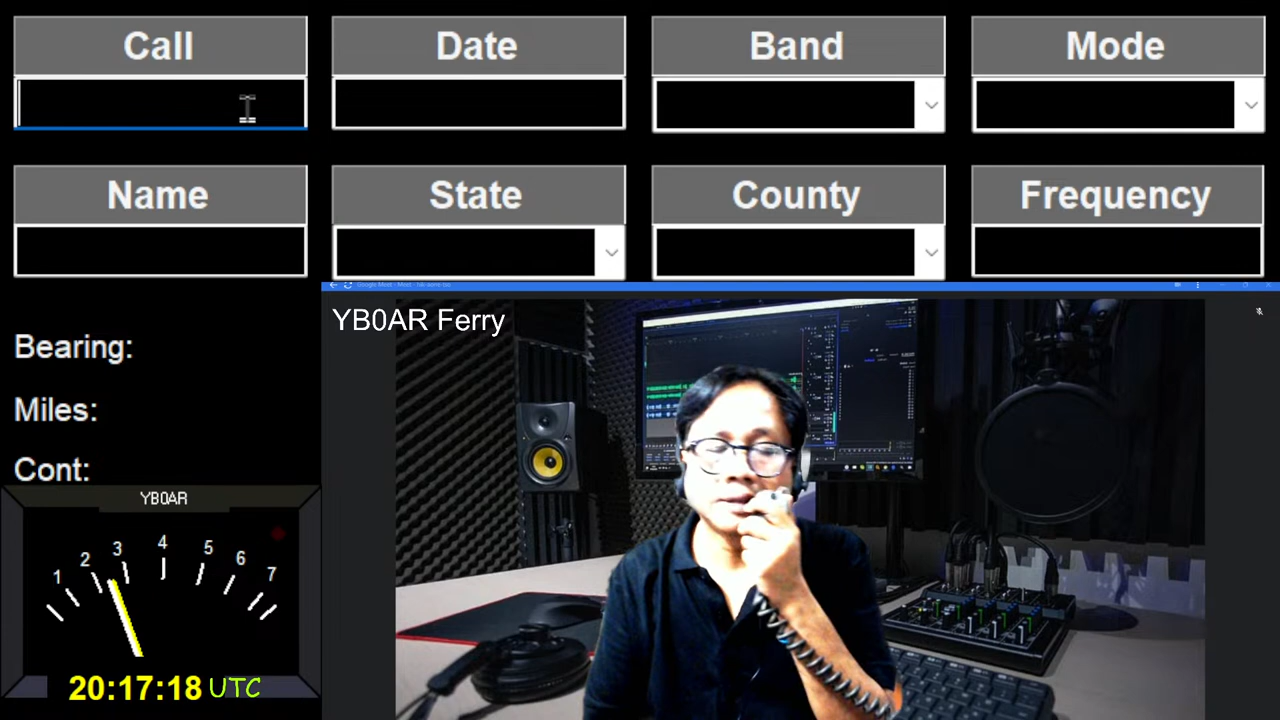 Call
Date
Band
Mode
Name
State
County
Frequency
YB0AR Ferry
Bearing:
Miles:
Cont:
YB0AR
1 2 3 4 5 6 7
20:17:18 UTC